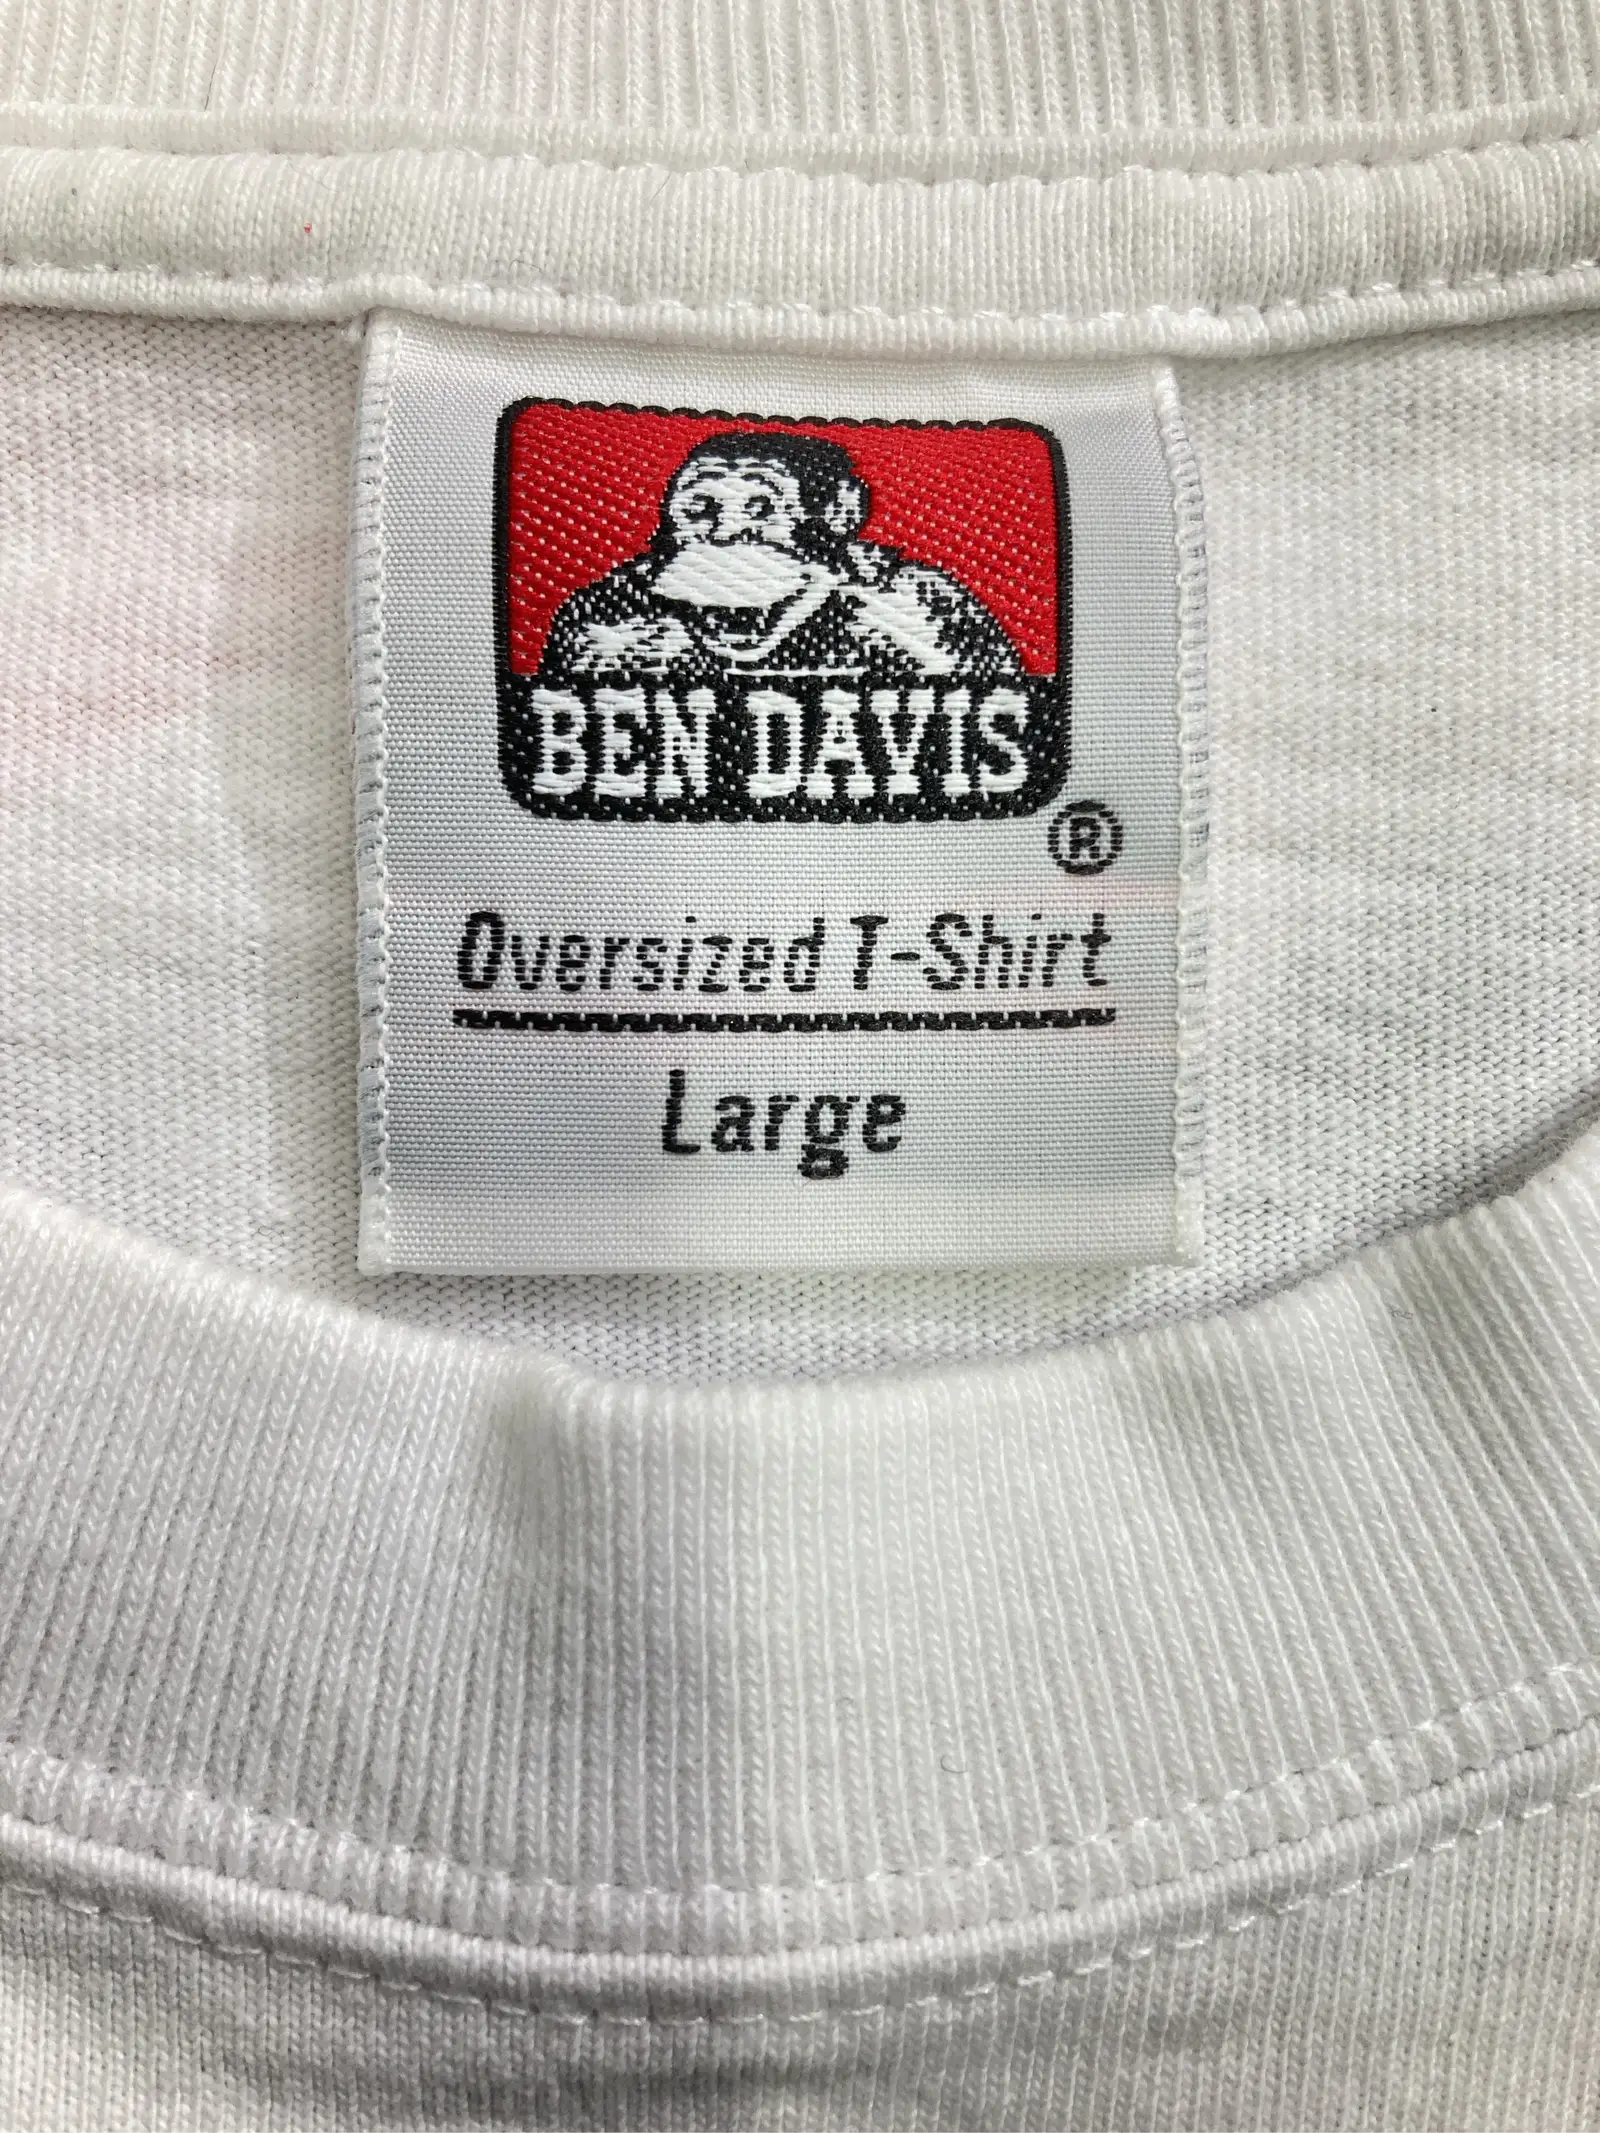 BEN DAVIS
®
Oversized T-Shirt
Large